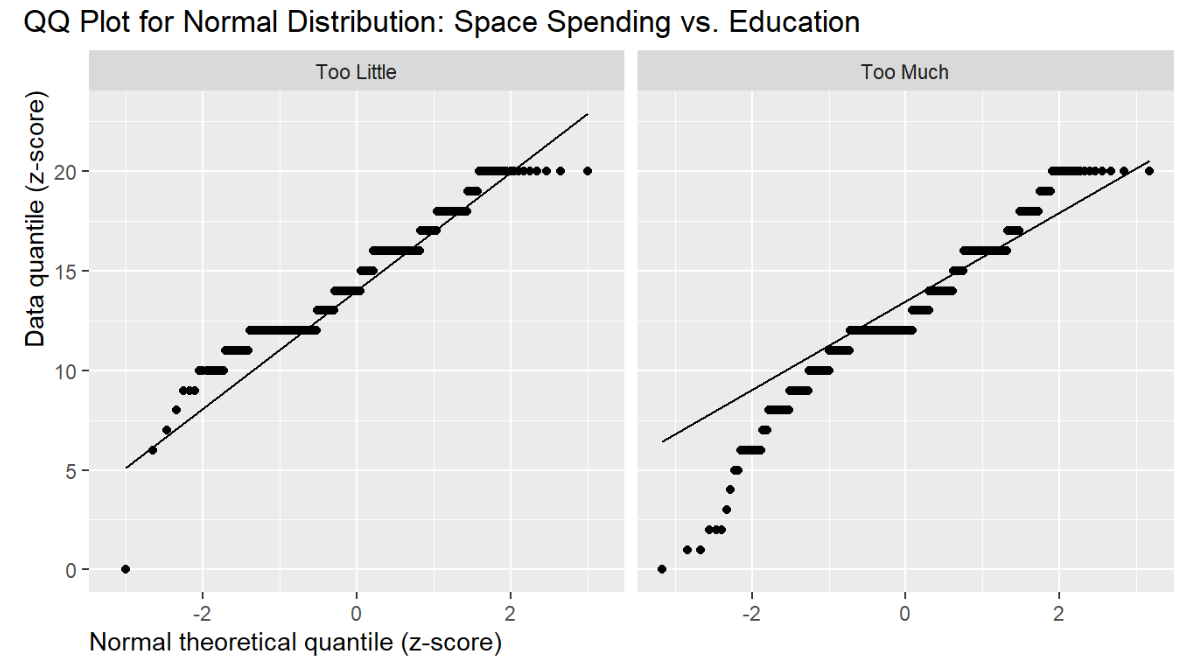 QQ Plot for Normal Distribution: Space Spending vs. Education
Too Little
Too Much
Data quantile (z-score)
20
15
10
5
0
-2
0
2
-2
0
2
Normal theoretical quantile (z-score)